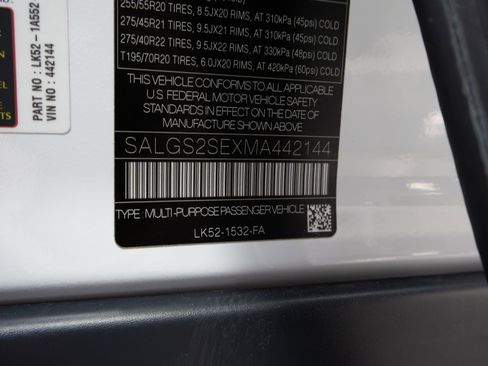 255/55R20 TIRES, 8.5JX20 RIMS, AT 310kPa (45psi) COLD
275/45R21 TIRES, 9.5JX21 RIMS, AT 310kPa (45psi) COLD
275/40R22 TIRES, 9.5JX22 RIMS, AT 330kPa (48psi) COLD
T195/70R20 TIRES, 6.0JX20 RIMS, AT 420kPa (60psi) COLD
THIS VEHICLE CONFORMS TO ALL APPLICABLE
U.S. FEDERAL MOTOR VEHICLE SAFETY
STANDARDS IN EFFECT ON THE DATE OF
MANUFACTURE SHOWN ABOVE.
SALGS2SEXMA442144
TYPE: MULTI-PURPOSE PASSENGER VEHICLE
LK52-1532-FA
PART NO : LK52 - 1A552
VIN NO : 442144